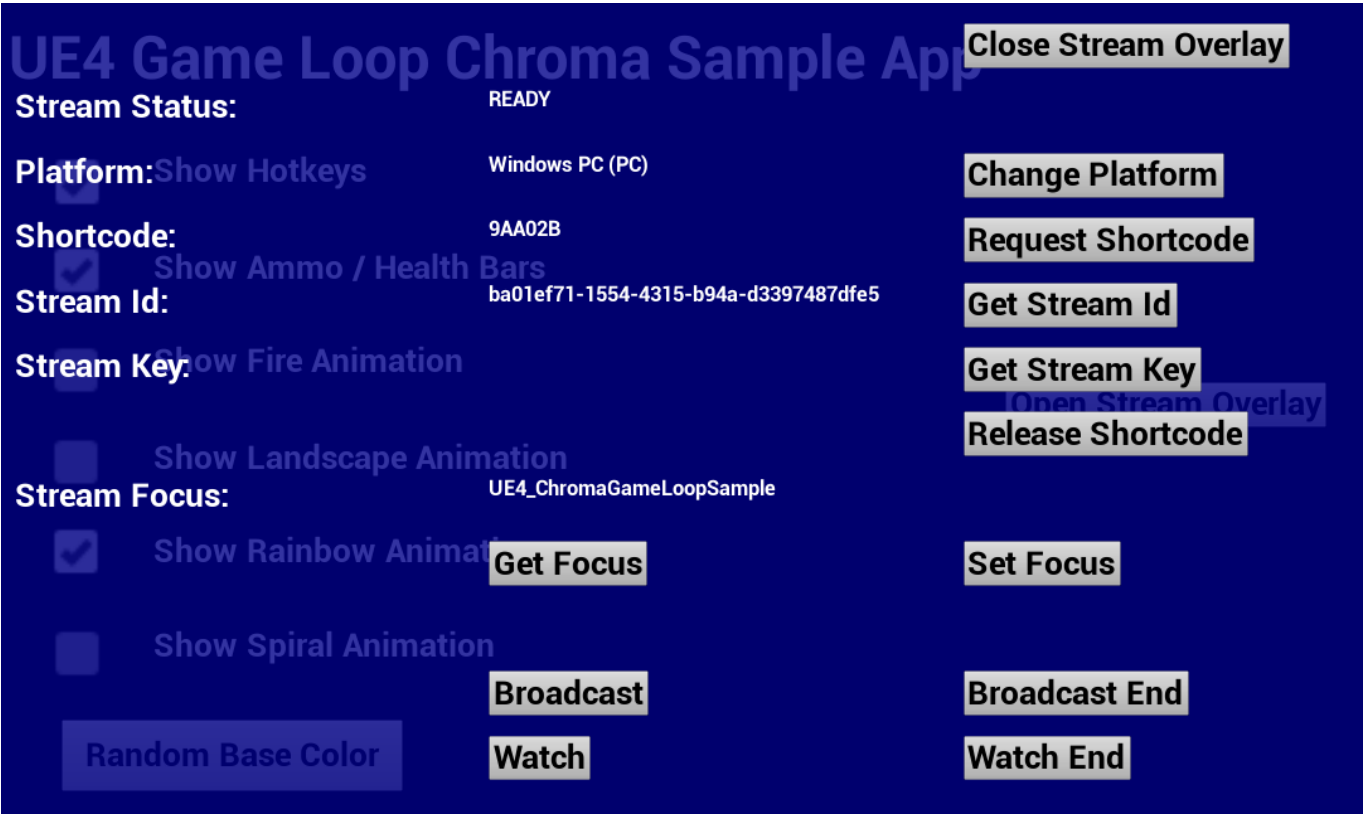 UE4 Game Loop Chroma Sample App
Close Stream Overlay
Stream Status:
READY
Platform:
Show Hotkeys
Windows PC (PC)
Change Platform
Shortcode:
9AA02B
Request Shortcode
Show Ammo / Health Bars
Stream Id:
ba01ef71-1554-4315-b94a-d3397487dfe5
Get Stream Id
Stream Key:
Show Fire Animation
Get Stream Key
Open Stream Overlay
Release Shortcode
Show Landscape Animation
Stream Focus:
UE4_ChromaGameLoopSample
Show Rainbow Animat
Get Focus
Set Focus
Show Spiral Animation
Broadcast
Broadcast End
Random Base Color
Watch
Watch End